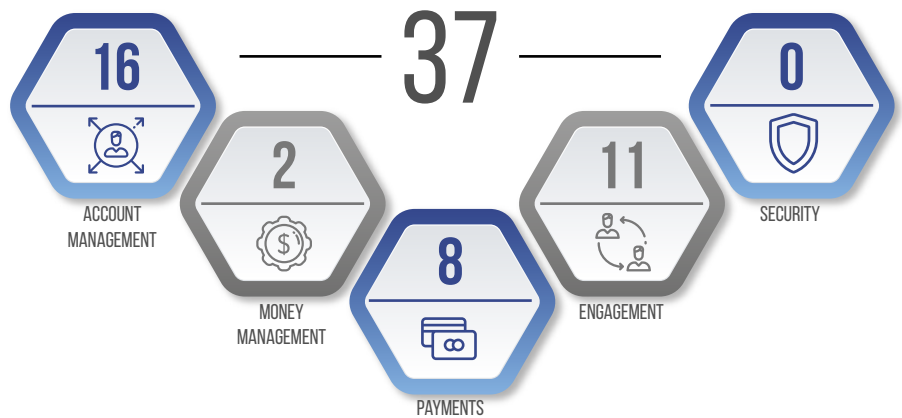 37
16
ACCOUNT
MANAGEMENT
2
$
MONEY
MANAGEMENT
8
PAYMENTS
11
ENGAGEMENT
0
SECURITY